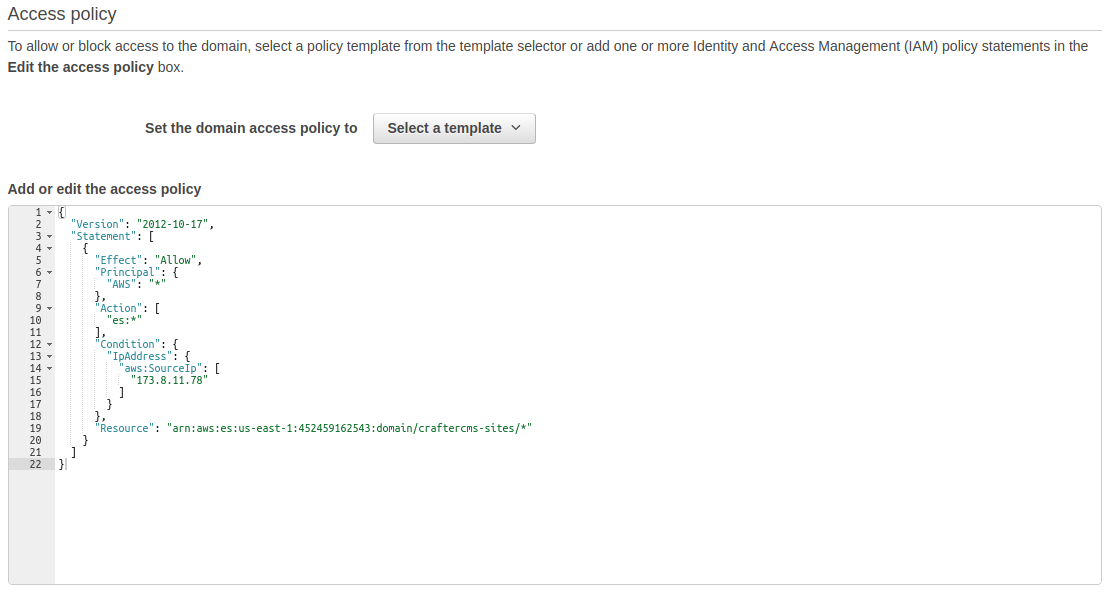 Access policy
To allow or block access to the domain, select a policy template from the template selector or add one or more Identity and Access Management (IAM) policy statements in the
Edit the access policy box.
Set the domain access policy to Select a template
Add or edit the access policy
1 {
2 "Version": "2012-10-17",
3 "Statement": [
4 {
5 "Effect": "Allow",
6 "Principal": {
7 "AWS": "*"
8 },
9 "Action": [
10 "es:*"
11 ],
12 "Condition": {
13 "IpAddress": {
14 "aws:SourceIp": [
15 "173.8.11.78"
16 ]
17 }
18 },
19 "Resource": "arn:aws:es:us-east-1:452459162543:domain/craftercms-sites/*"
20 }
21 ]
22 }